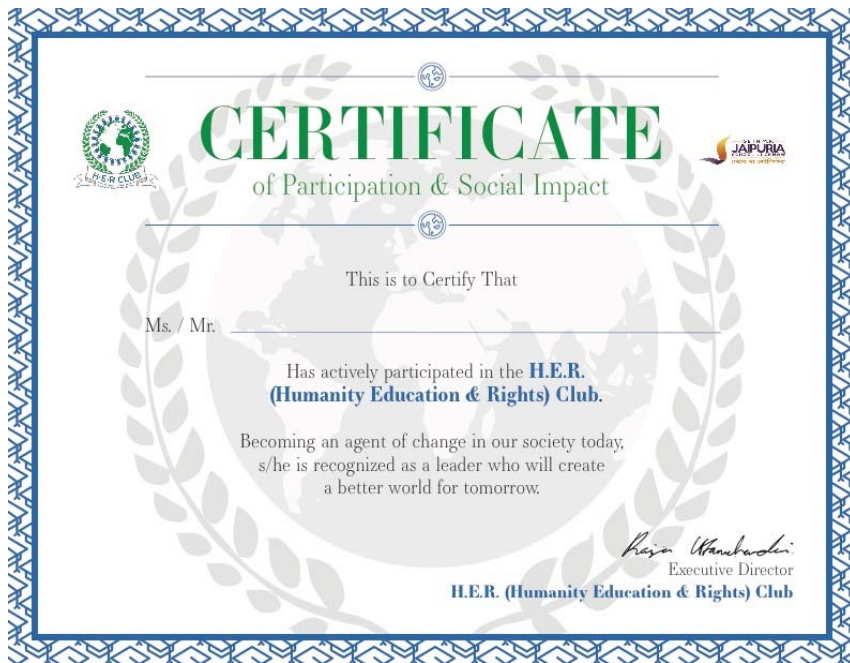 CERTIFICATE
of Participation & Social Impact
H.E.R CLUB
JAIPURIA
This is to Certify That
Ms. / Mr.
Has actively participated in the H.E.R.
(Humanity Education & Rights) Club.
Becoming an agent of change in our society today,
s/he is recognized as a leader who will create
a better world for tomorrow.
Executive Director
H.E.R. (Humanity Education & Rights) Club